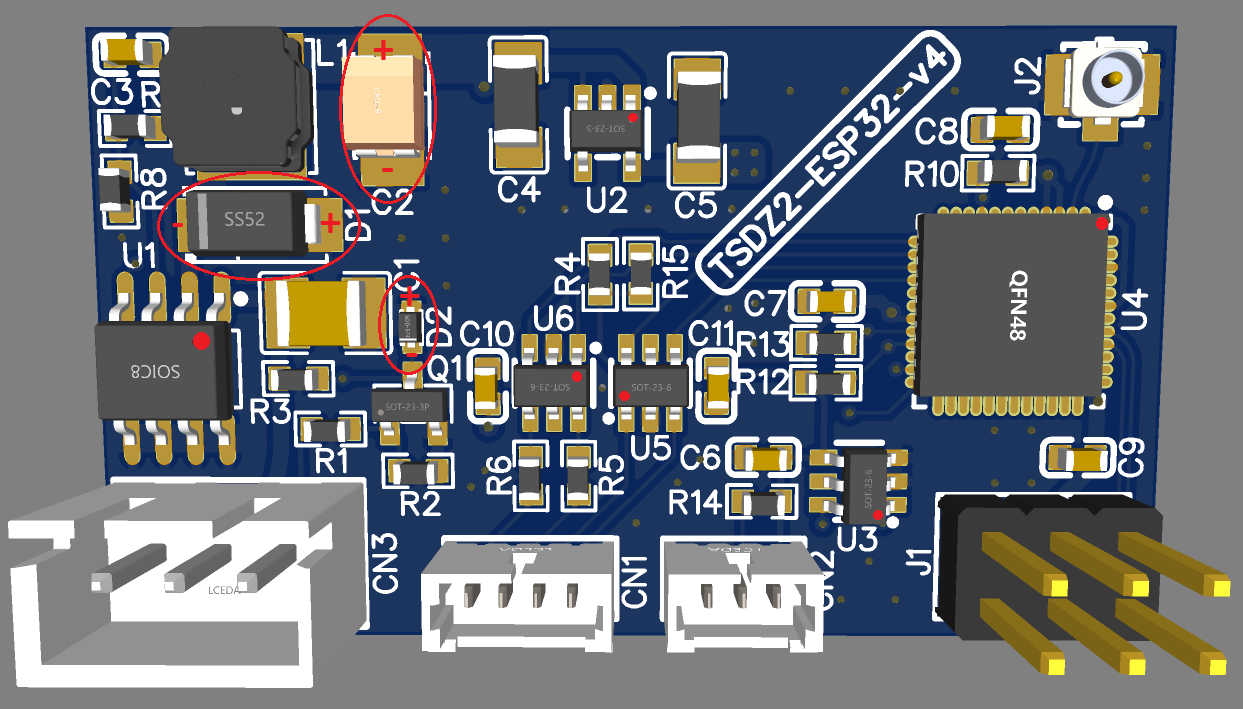 C3
R
L1
+
-
C2
C4
SOT-23-5
U2
C5
TSDZ2-ESP32--v4
J2
C8
R10
R8
-
SS52
+
D1
U1
SOIC8
C1
+
D2
-
R4
R15
C7
R13
R12
QFN48
U4
C10
U6
SOT-23-6
C11
SOT-23-6
U5
Q1
SOT-23-3P
R3
R1
R2
R6
R5
C6
R14
SOT-23-6
U3
C9
CN3
LCEDA
LCEDA
CN1
LCEDA
CN2
J1